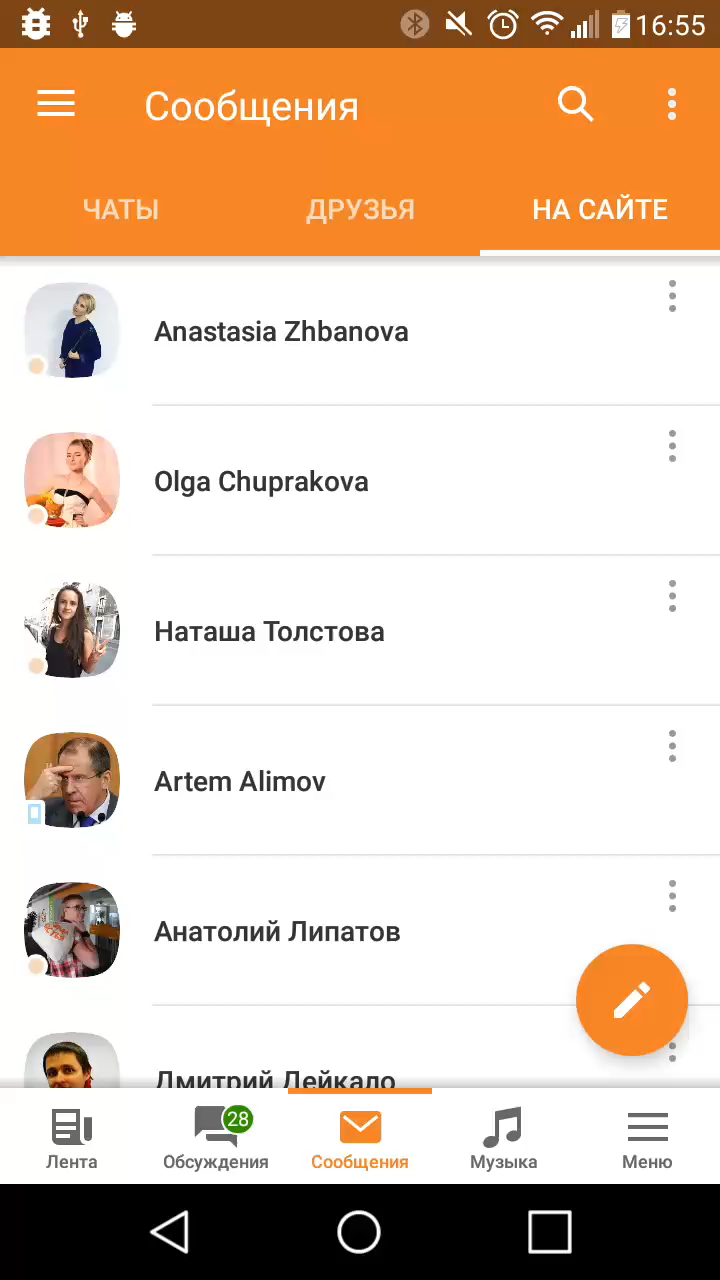 16:55
Сообщения
ЧАТЫ
ДРУЗЬЯ
НА САЙТЕ
Anastasia Zhbanova
Olga Chuprakova
Наташа Толстова
Artem Alimov
Анатолий Липатов
Дмитрий Дейкало
28
Лента
Обсуждения
Сообщения
Музыка
Меню